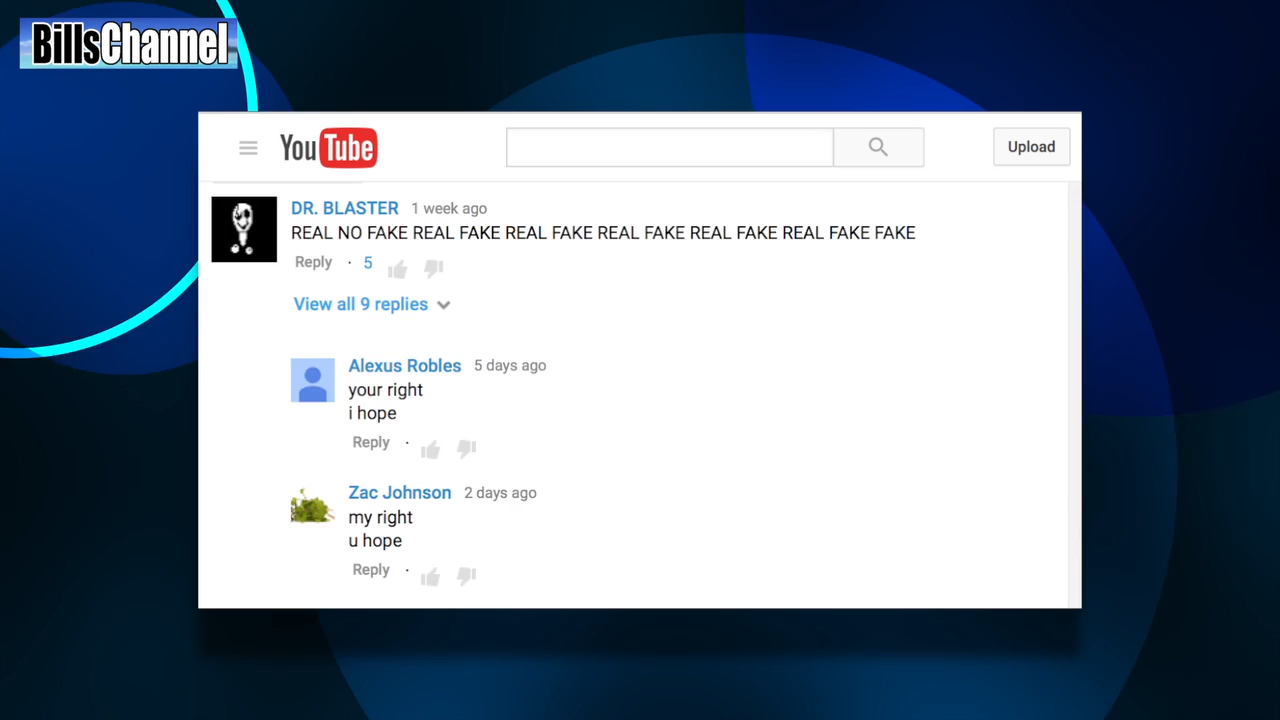 BillsChannel
YouTube
Upload
DR. BLASTER 1 week ago
REAL NO FAKE REAL FAKE REAL FAKE REAL FAKE REAL FAKE REAL FAKE FAKE
Reply · 5
View all 9 replies
Alexus Robles 5 days ago
your right
i hope
Reply ·
Zac Johnson 2 days ago
my right
u hope
Reply ·